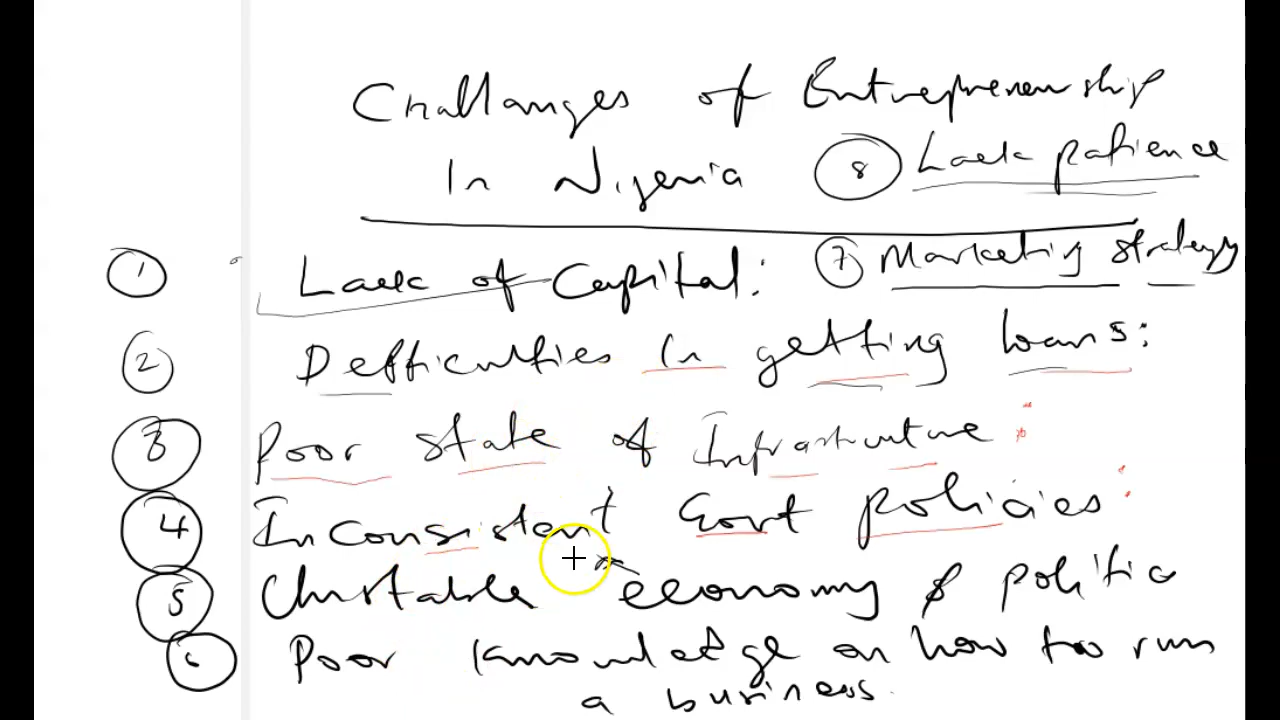 Challanges of Entreprenewship
In Nigeria
⑧ Lack patience
① Lack of Capital:
⑦ Marketing strategy
② Defficulties in getting loans:
③ Poor state of Infrastructure:
④ Inconsistent Govt policies:
⑤ Unstable economy & politic
⑥ Poor knowledge on how to run
a business.